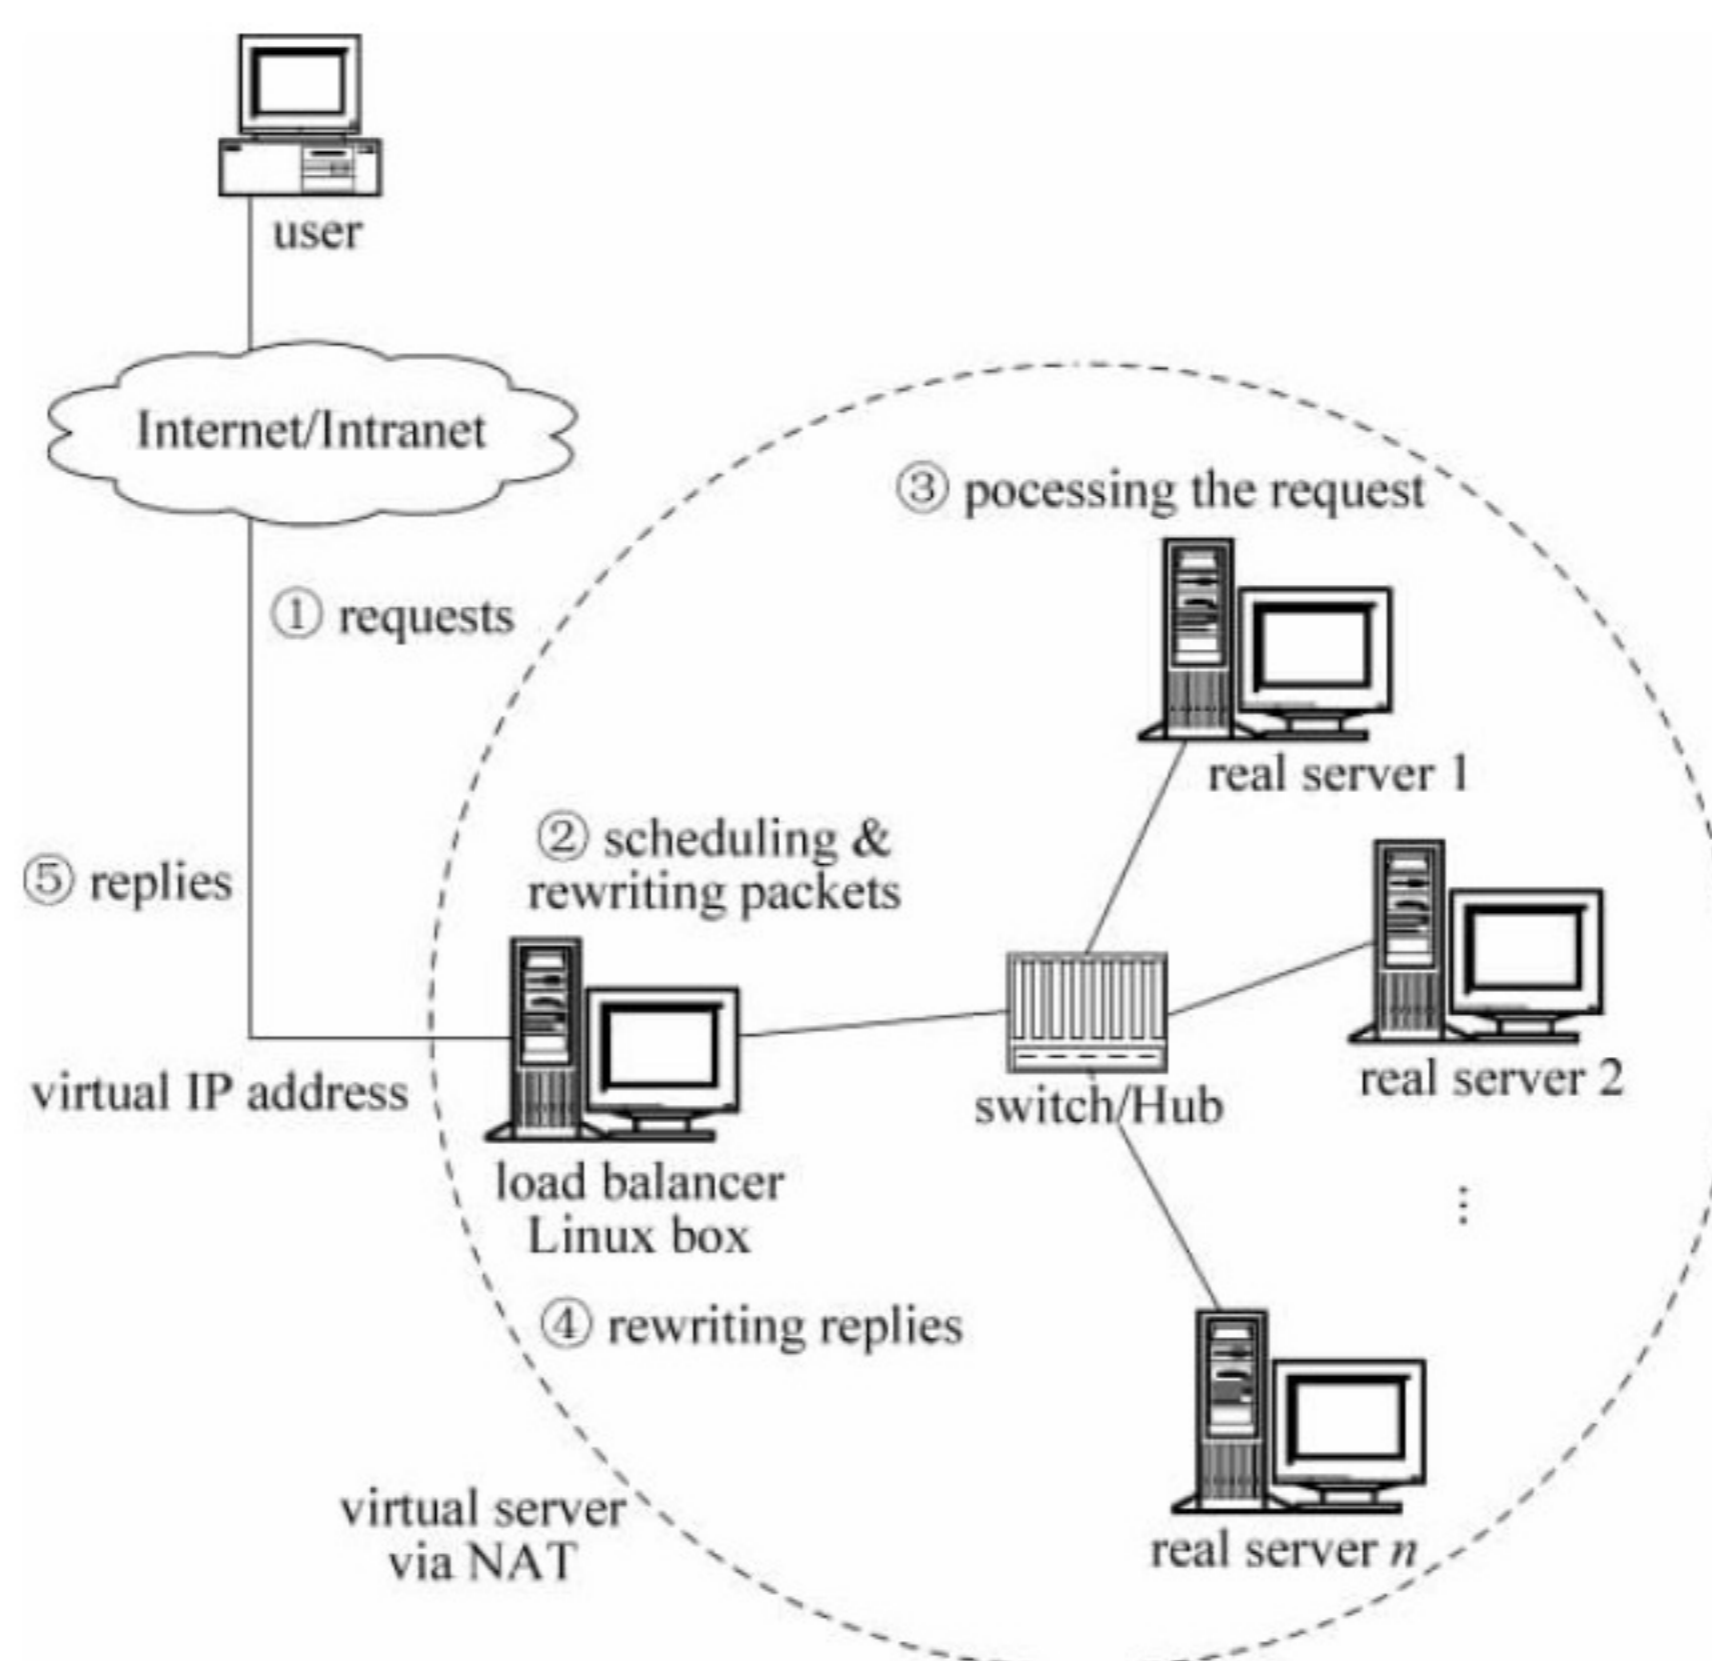 user
Internet/Intranet
③ pocessing the request
① requests
real server 1
② scheduling &
rewriting packets
⑤ replies
switch/Hub
real server 2
virtual IP address
load balancer
Linux box
⋮
④ rewriting replies
virtual server
via NAT
real server n